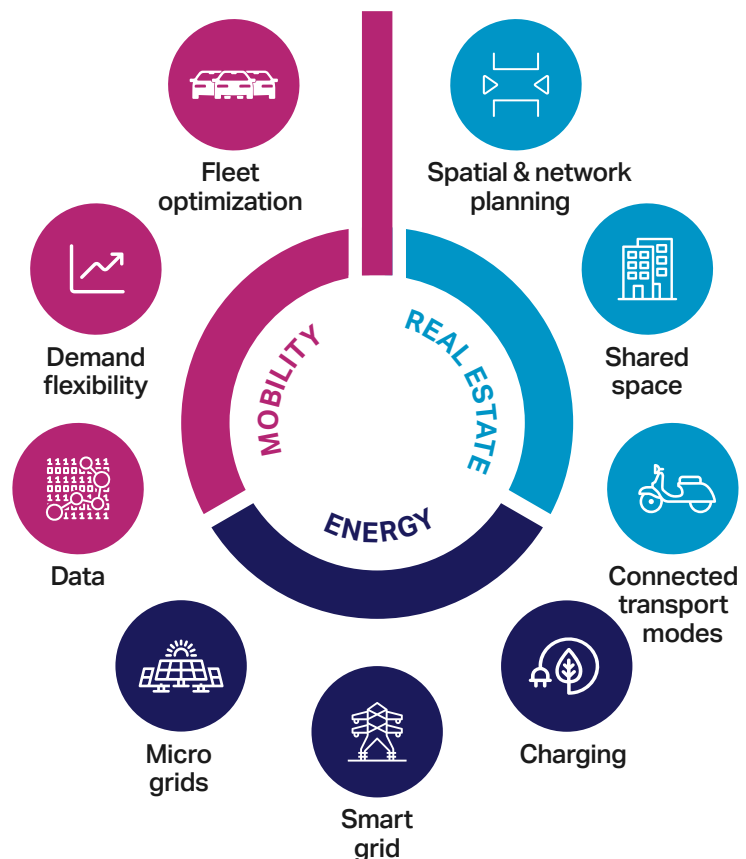 Fleet
optimization
Spatial & network
planning
Demand
flexibility
MOBILITY
REAL ESTATE
Shared
space
Data
ENERGY
Connected
transport
modes
Micro
grids
Charging
Smart
grid